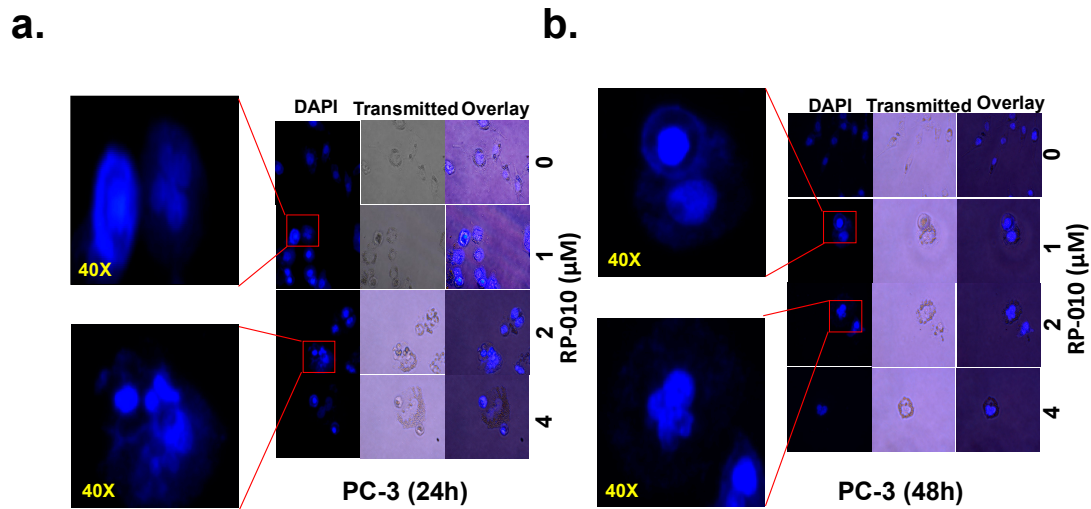 a.
DAPI Transmitted Overlay
40X
40X
0
1
2
4
RP-010 (µM)
PC-3 (24h)
b.
DAPI Transmitted Overlay
40X
40X
0
1
2
4
RP-010 (µM)
PC-3 (48h)